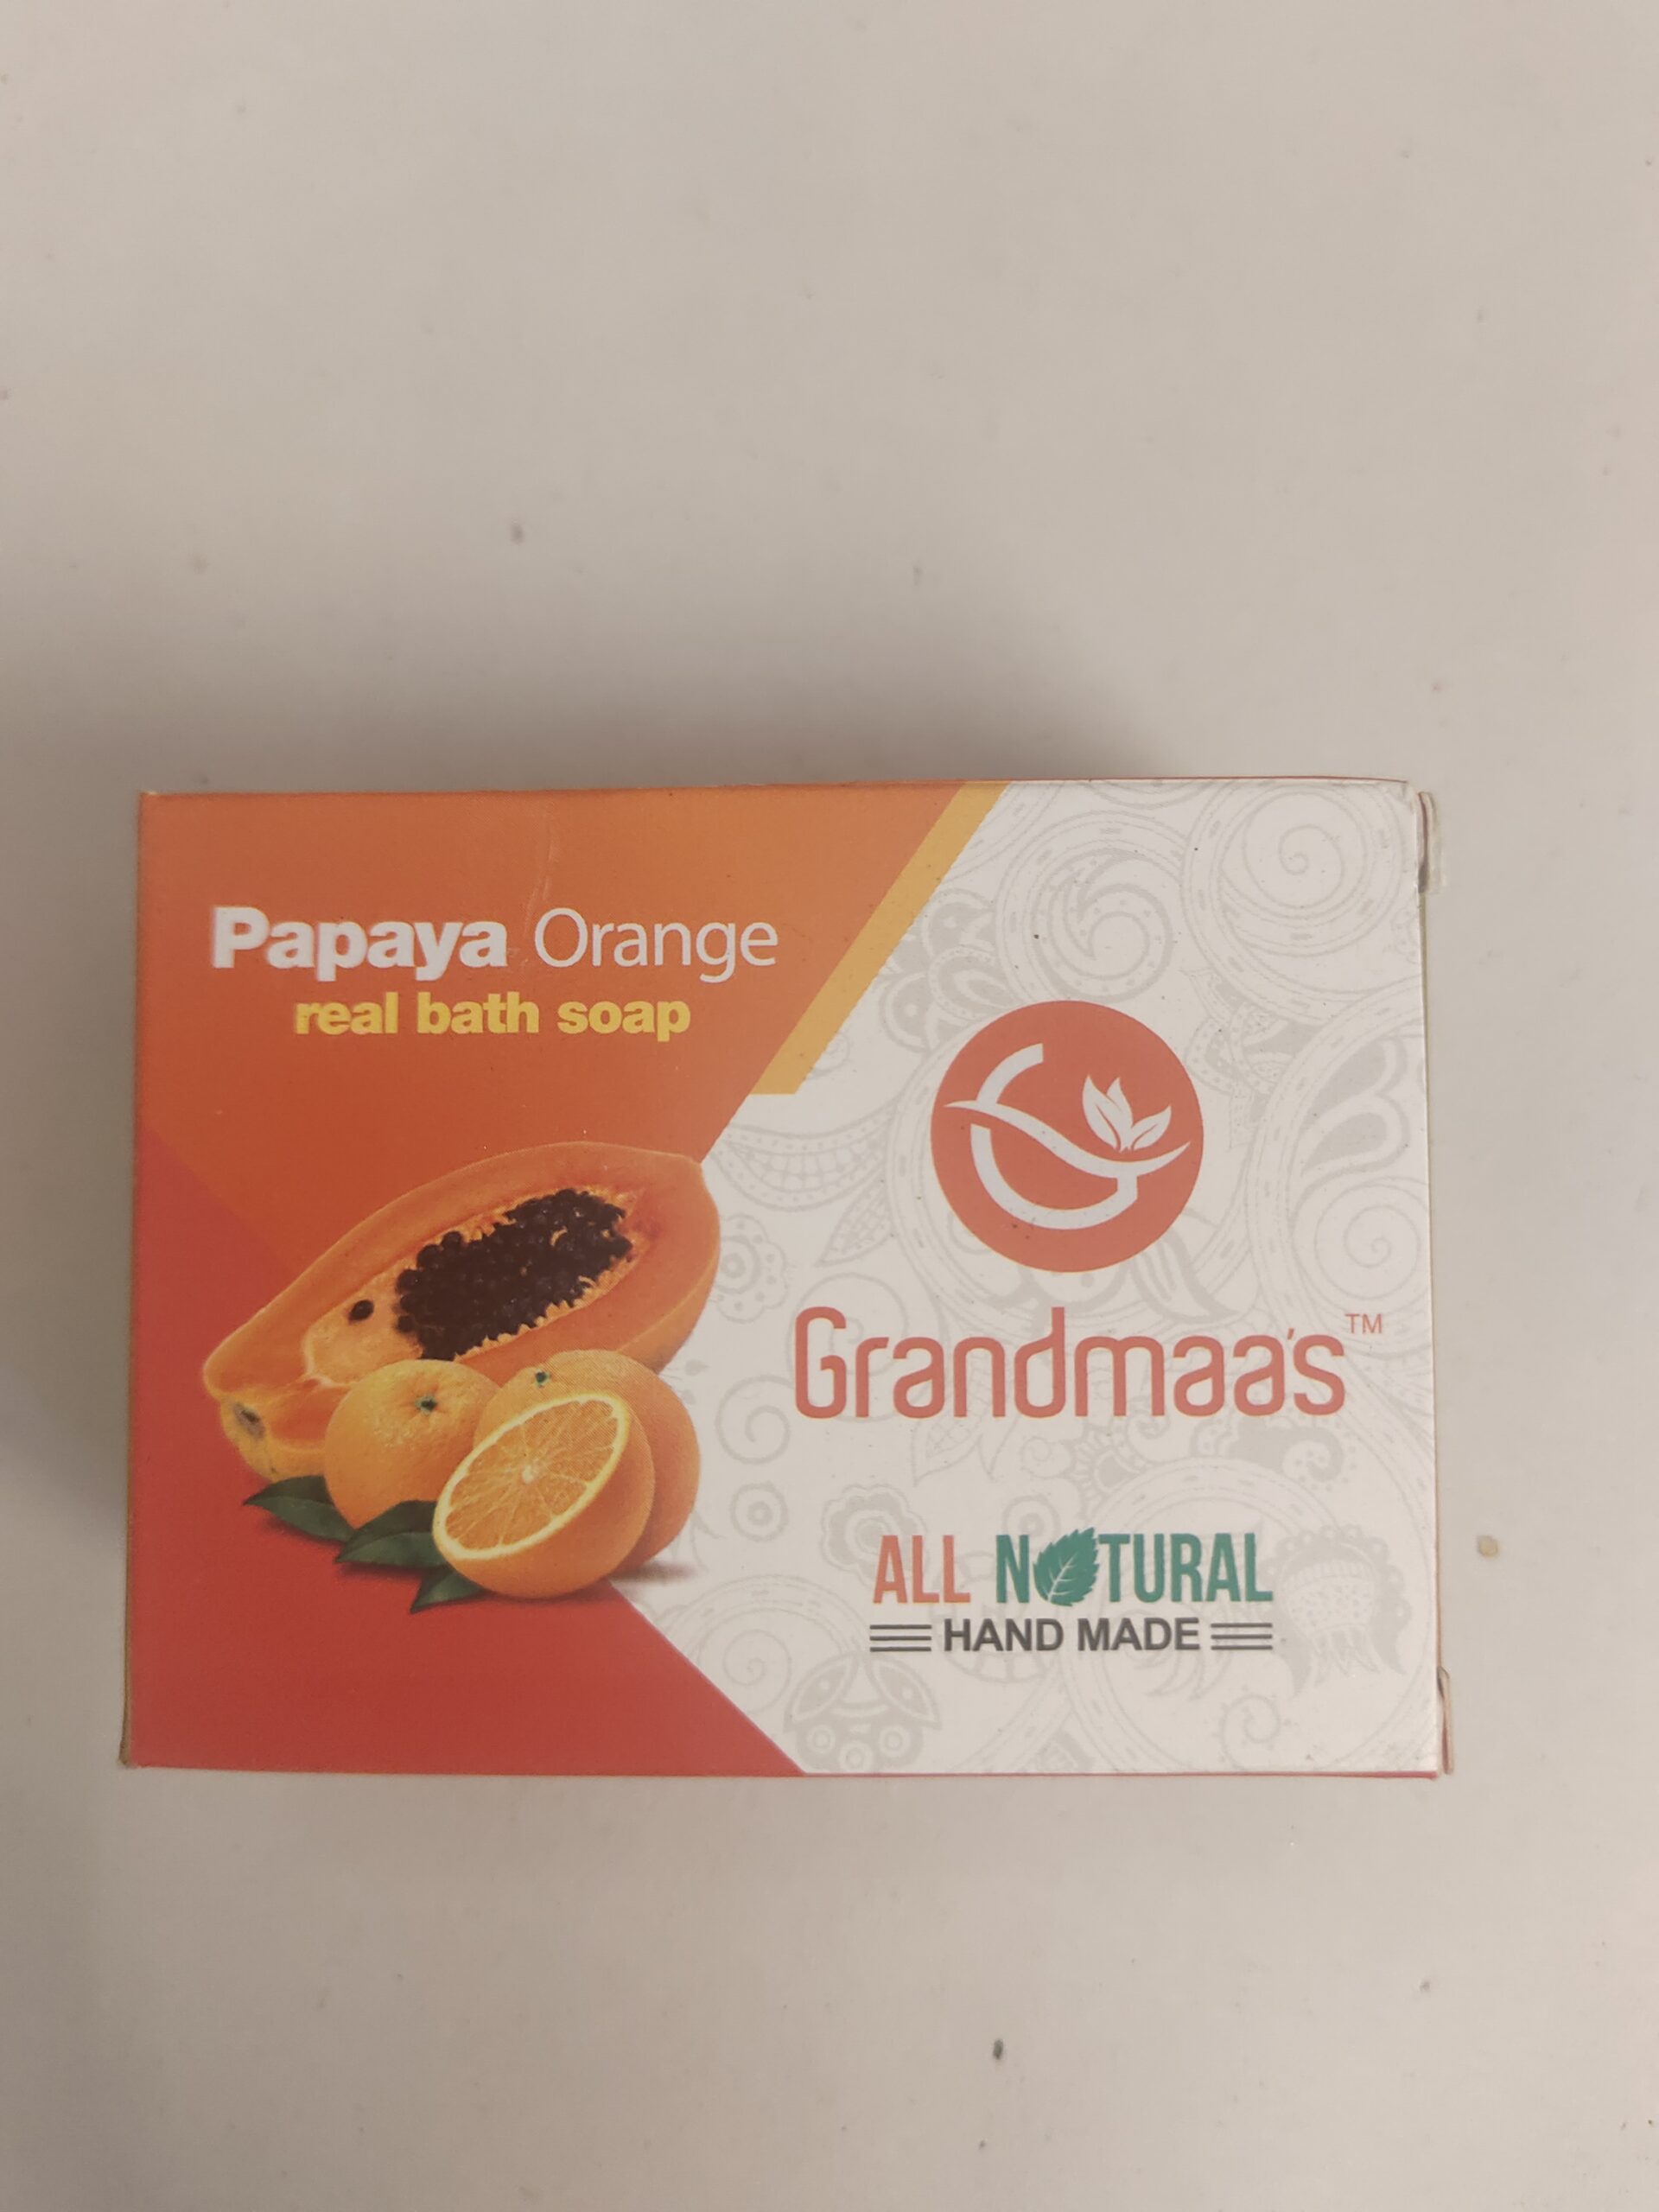 Papaya Orange
real bath soap
Grandmaa's™
ALL NATURAL
HAND MADE